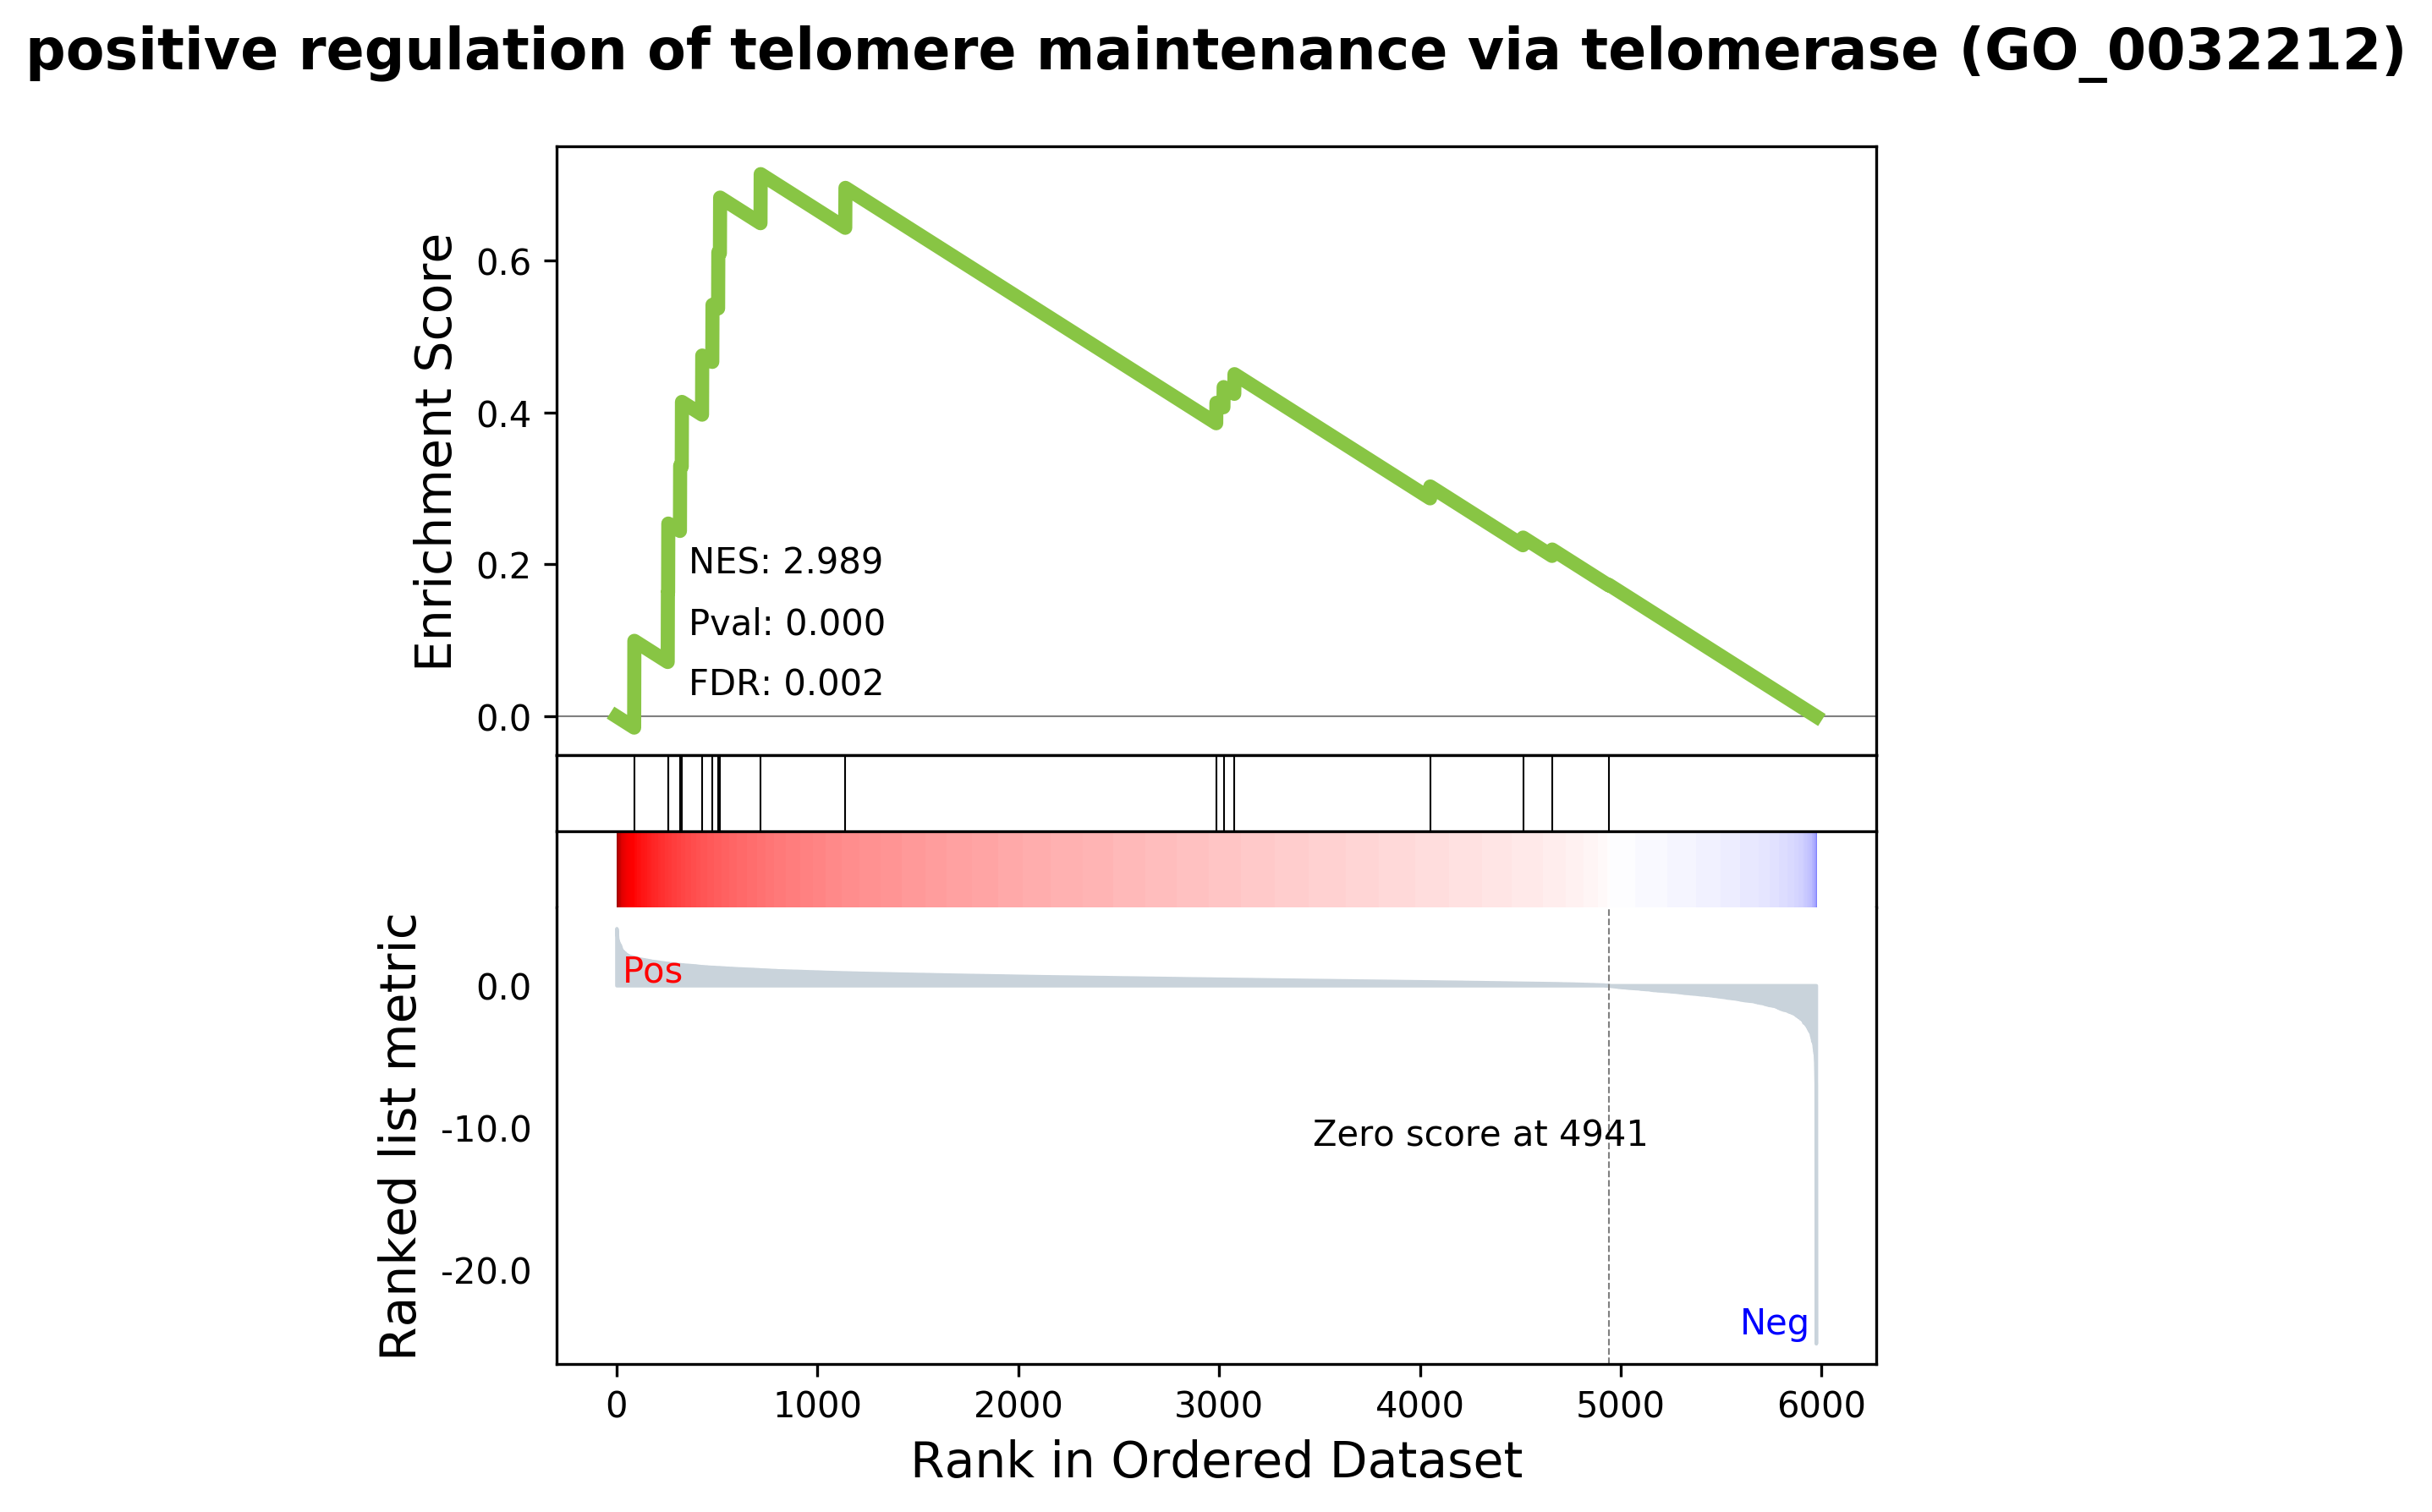 positive regulation of telomere maintenance via telomerase (GO_0032212)
Enrichment Score
0.6
0.4
0.2
0.0
NES: 2.989
Pval: 0.000
FDR: 0.002
Ranked list metric
0.0
-10.0
-20.0
Pos
Zero score at 4941
Neg
0 1000 2000 3000 4000 5000 6000
Rank in Ordered Dataset